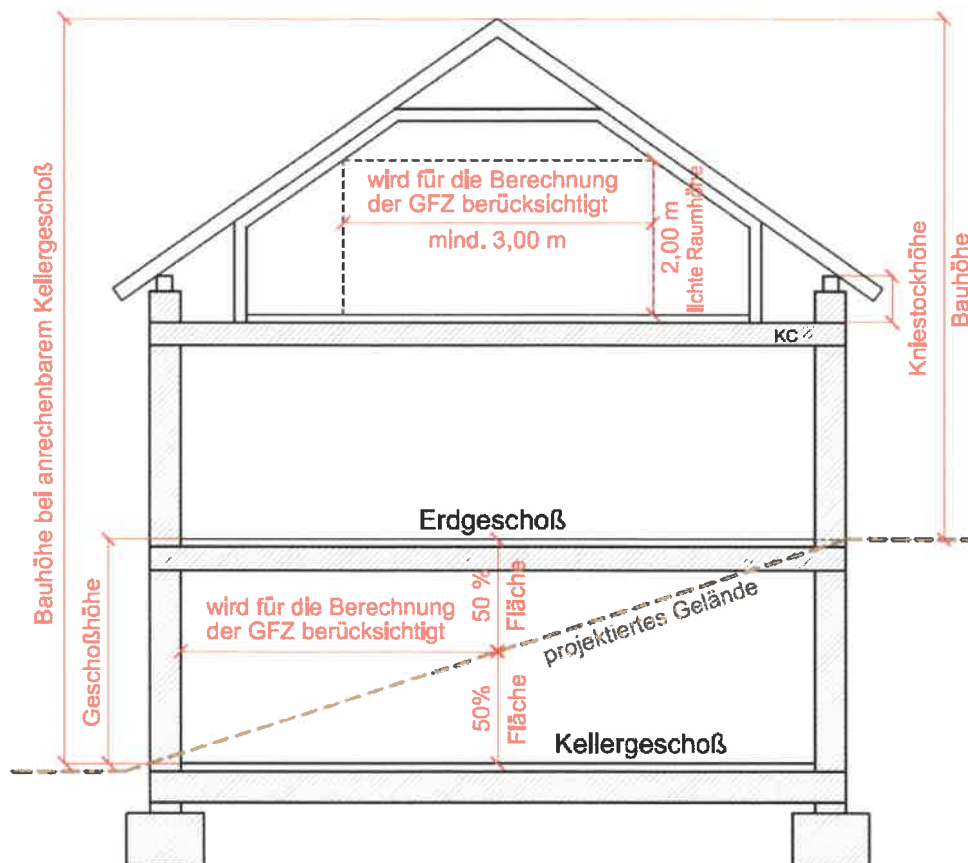 wird für die Berechnung
der GFZ berücksichtigt
mind. 3,00 m
2,00 m
lichte Raumhöhe
Kniestockhöhe
Bauhöhe
Bauhöhe bei anrechenbarem Kellergeschoß
Erdgeschoß
Geschoßhöhe
wird für die Berechnung
der GFZ berücksichtigt
50 %
Fläche
projektiertes Gelände
50%
Fläche
Kellergeschoß